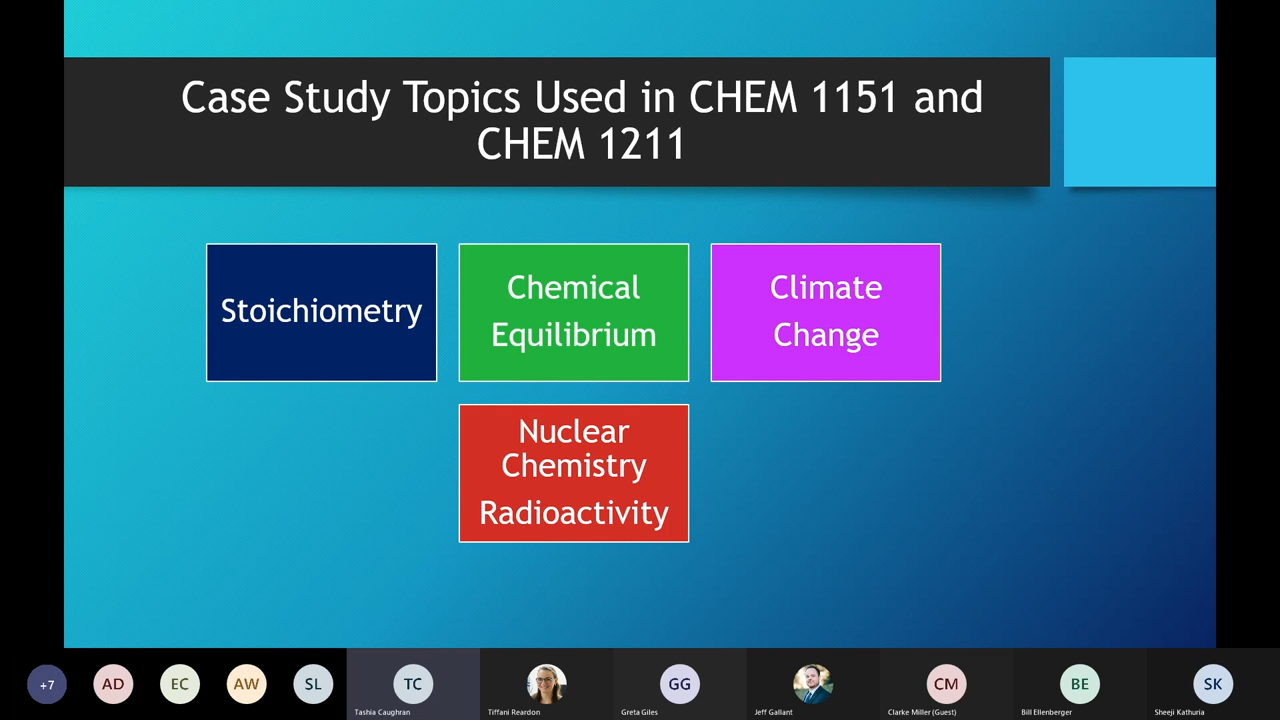 Case Study Topics Used in CHEM 1151 and
CHEM 1211
Stoichiometry
Chemical
Equilibrium
Climate
Change
Nuclear
Chemistry
Radioactivity
+7
AD
EC
AW
SL
TC
GG
CM
BE
SK
Tashia Caughran
Tiffani Reardon
Greta Giles
Jeff Gallant
Clarke Miller (Guest)
Bill Ellenberger
Sheeji Kathuria